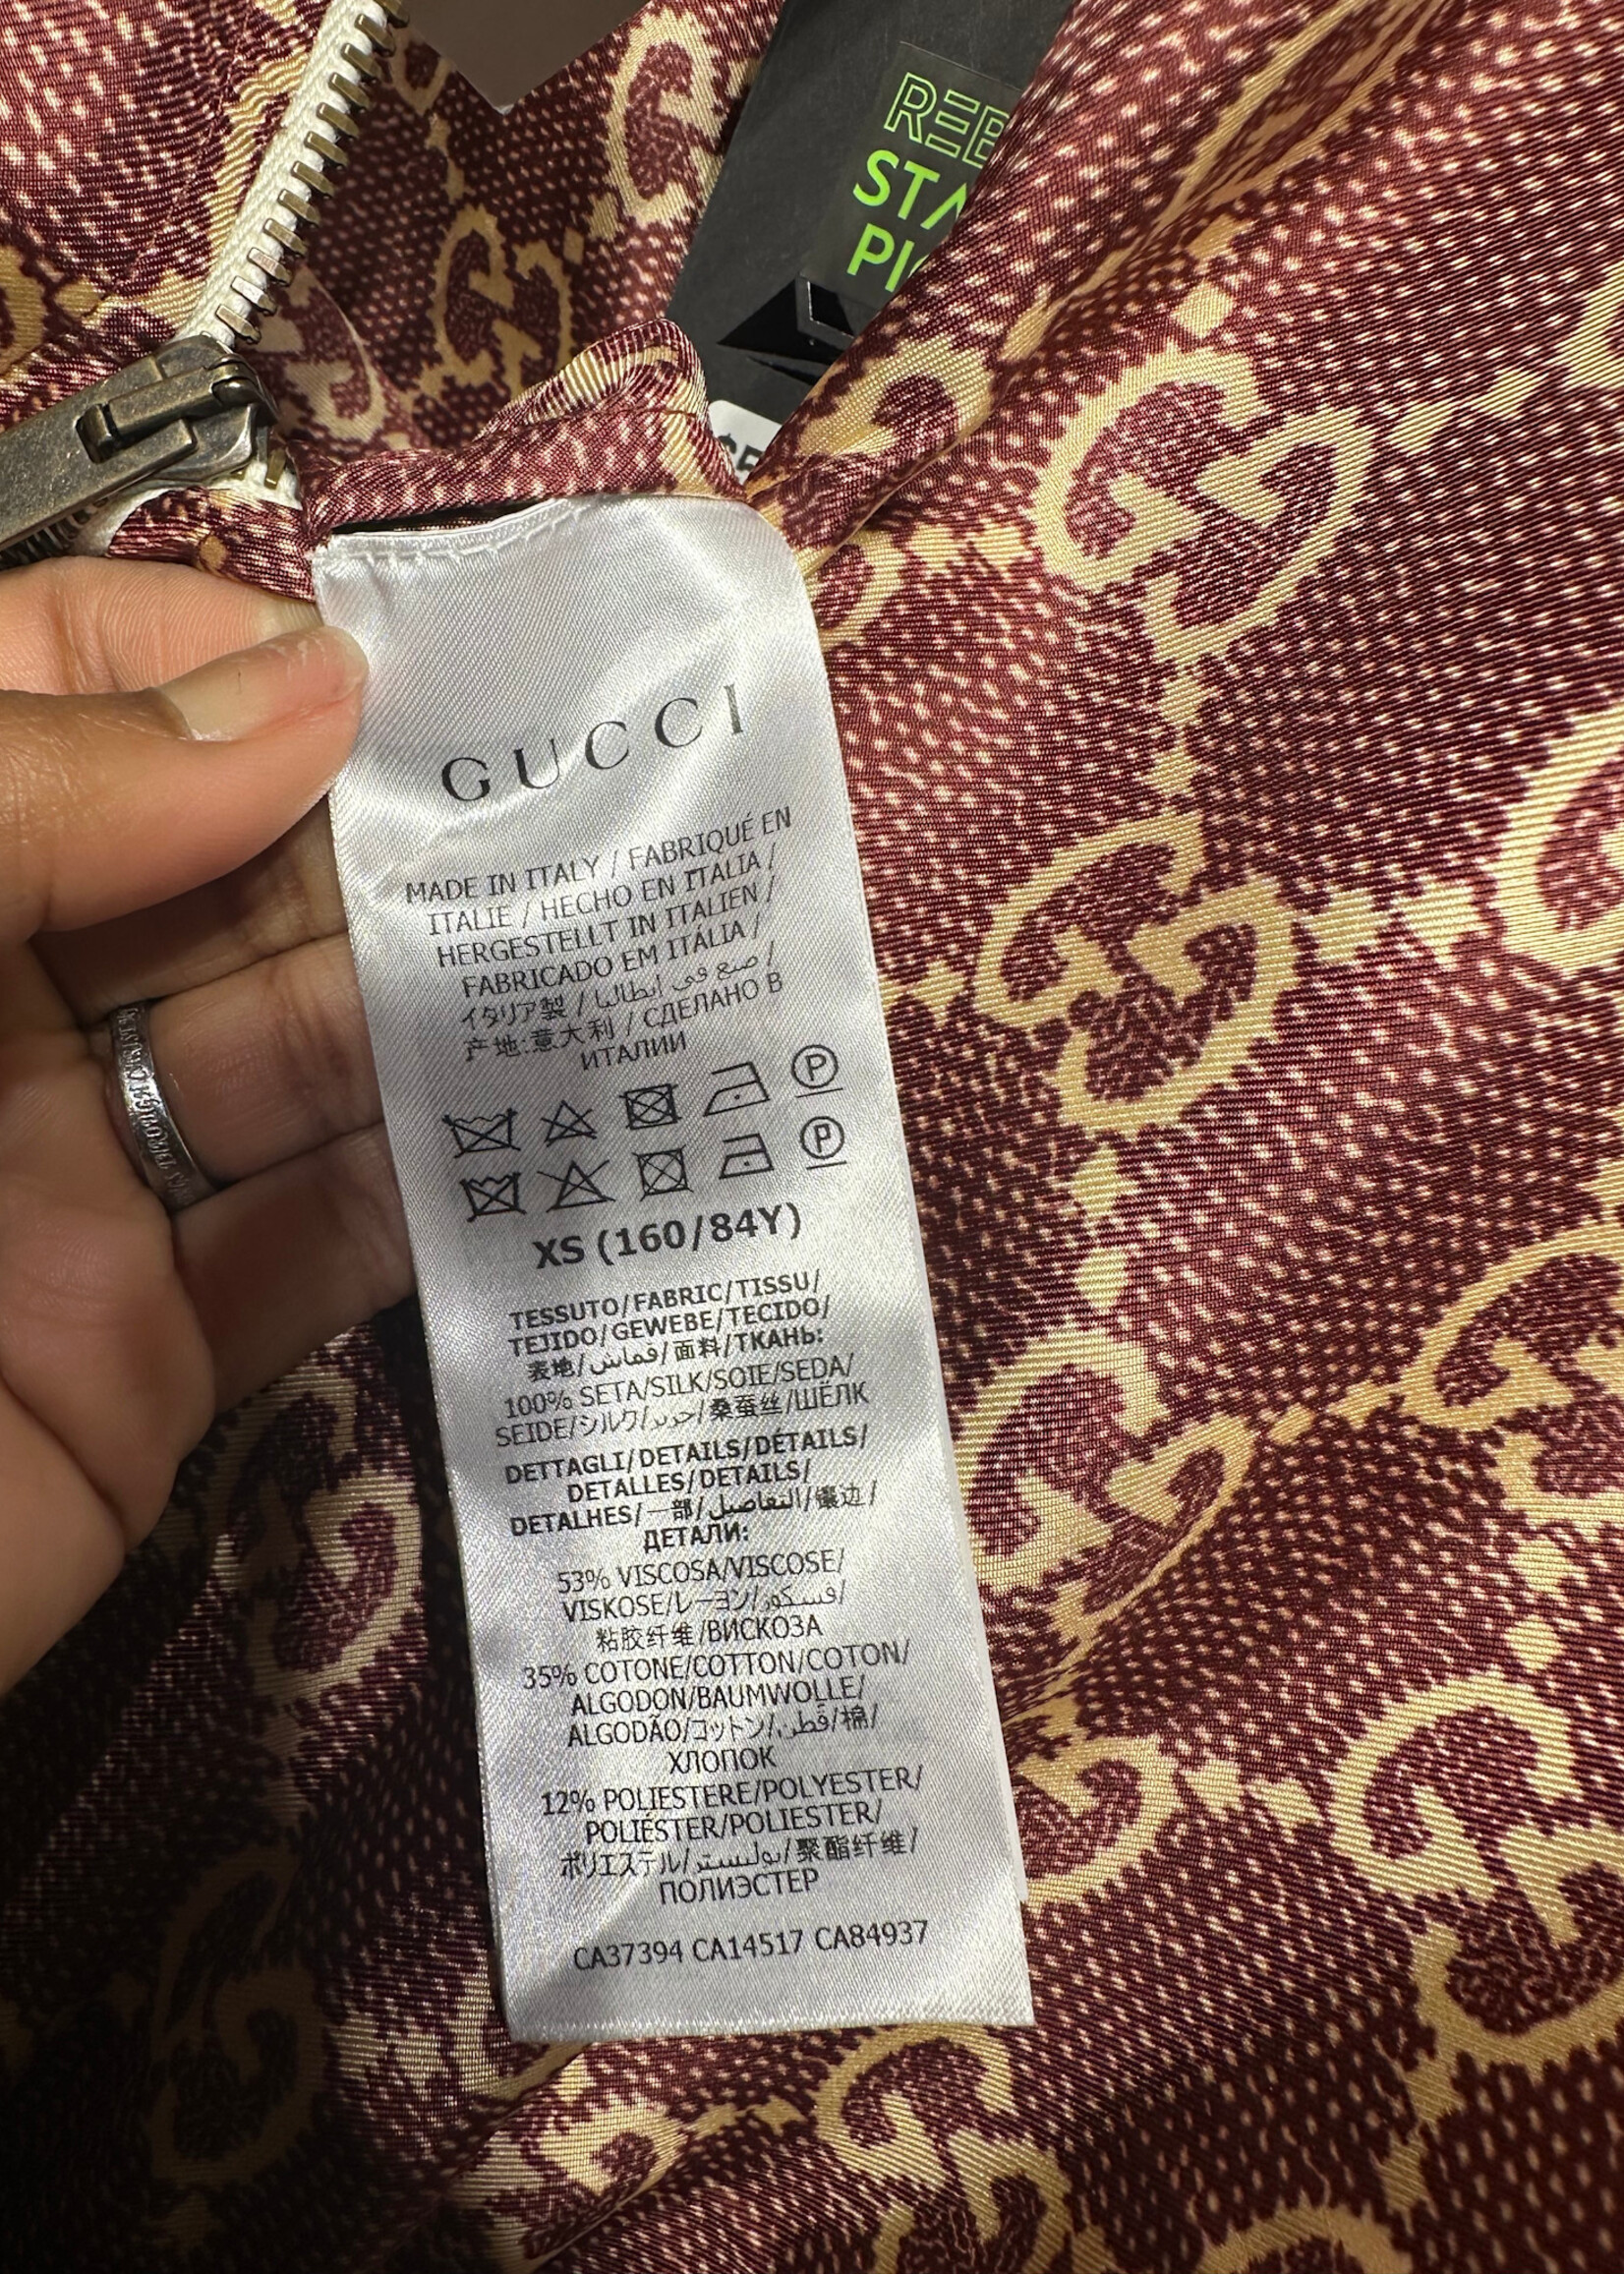 STA
GUCCI
MADE IN ITALY / FABRIQUÉ EN
ITALIE / HECHO EN ITALIA /
HERGESTELLT IN ITALIEN /
FABRICADO EM ITÁLIA /
イタリア製 / صنع في إيطاليا /
产地:意大利 / СДЕЛАНО В
ИТАЛИИ
P
P
XS (160/84Y)
TESSUTO/FABRIC/TISSU/
TEJIDO/GEWEBE/TECIDO/
表地/قماش/面料/ТКАНЬ:
100% SETA/SILK/SOIE/SEDA/
SEIDE/シルク/حرير/桑蚕丝/ШЁЛК
DETTAGLI/DETAILS/DÉTAILS/
DETALLES/DETAILS/
DETALHES/一部/التفاصيل/镶边/
ДЕТАЛИ:
53% VISCOSA/VISCOSE/
VISKOSE/レーヨン/فسكوز/
粘胶纤维/ВИСКОЗА
35% COTONE/COTTON/COTON/
ALGODON/BAUMWOLLE/
ALGODÃO/コットン/قطن/棉/
ХЛОПОК
12% POLIESTERE/POLYESTER/
POLIÉSTER/POLIESTER/
ポリエステル/بوليستر/聚酯纤维/
ПОЛИЭСТЕР
CA37394 CA14517 CA84937